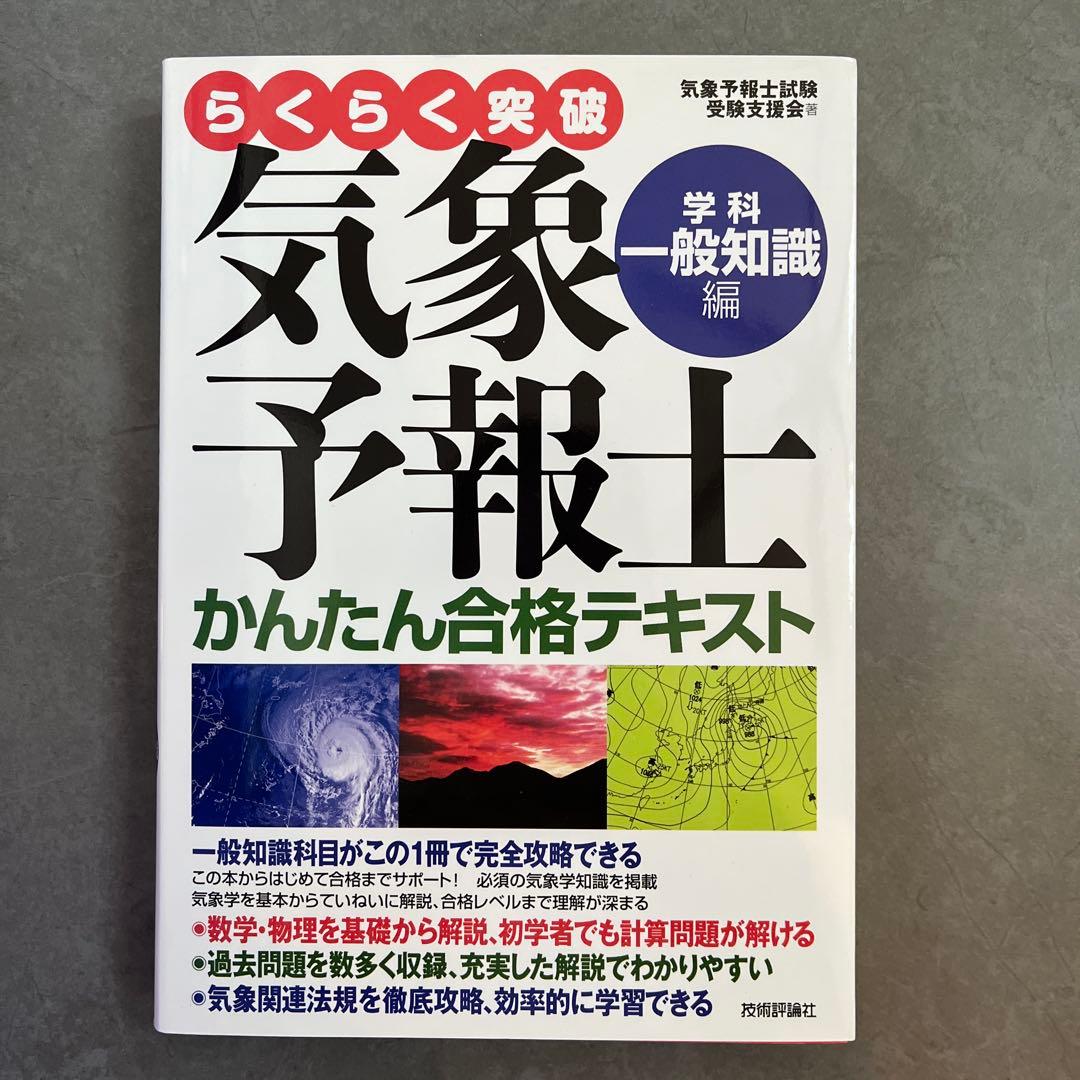 らくらく突破
気象予報士試験
受験支援会著
学科
一般知識
編
気象
予報士
かんたん合格テキスト
一般知識科目がこの1冊で完全攻略できる
この本からはじめて合格までサポート！ 必須の気象学知識を掲載
気象学を基本からていねいに解説、合格レベルまで理解が深まる
◉数学・物理を基礎から解説、初学者でも計算問題が解ける
◉過去問題を数多く収録、充実した解説でわかりやすい
◉気象関連法規を徹底攻略、効率的に学習できる
技術評論社